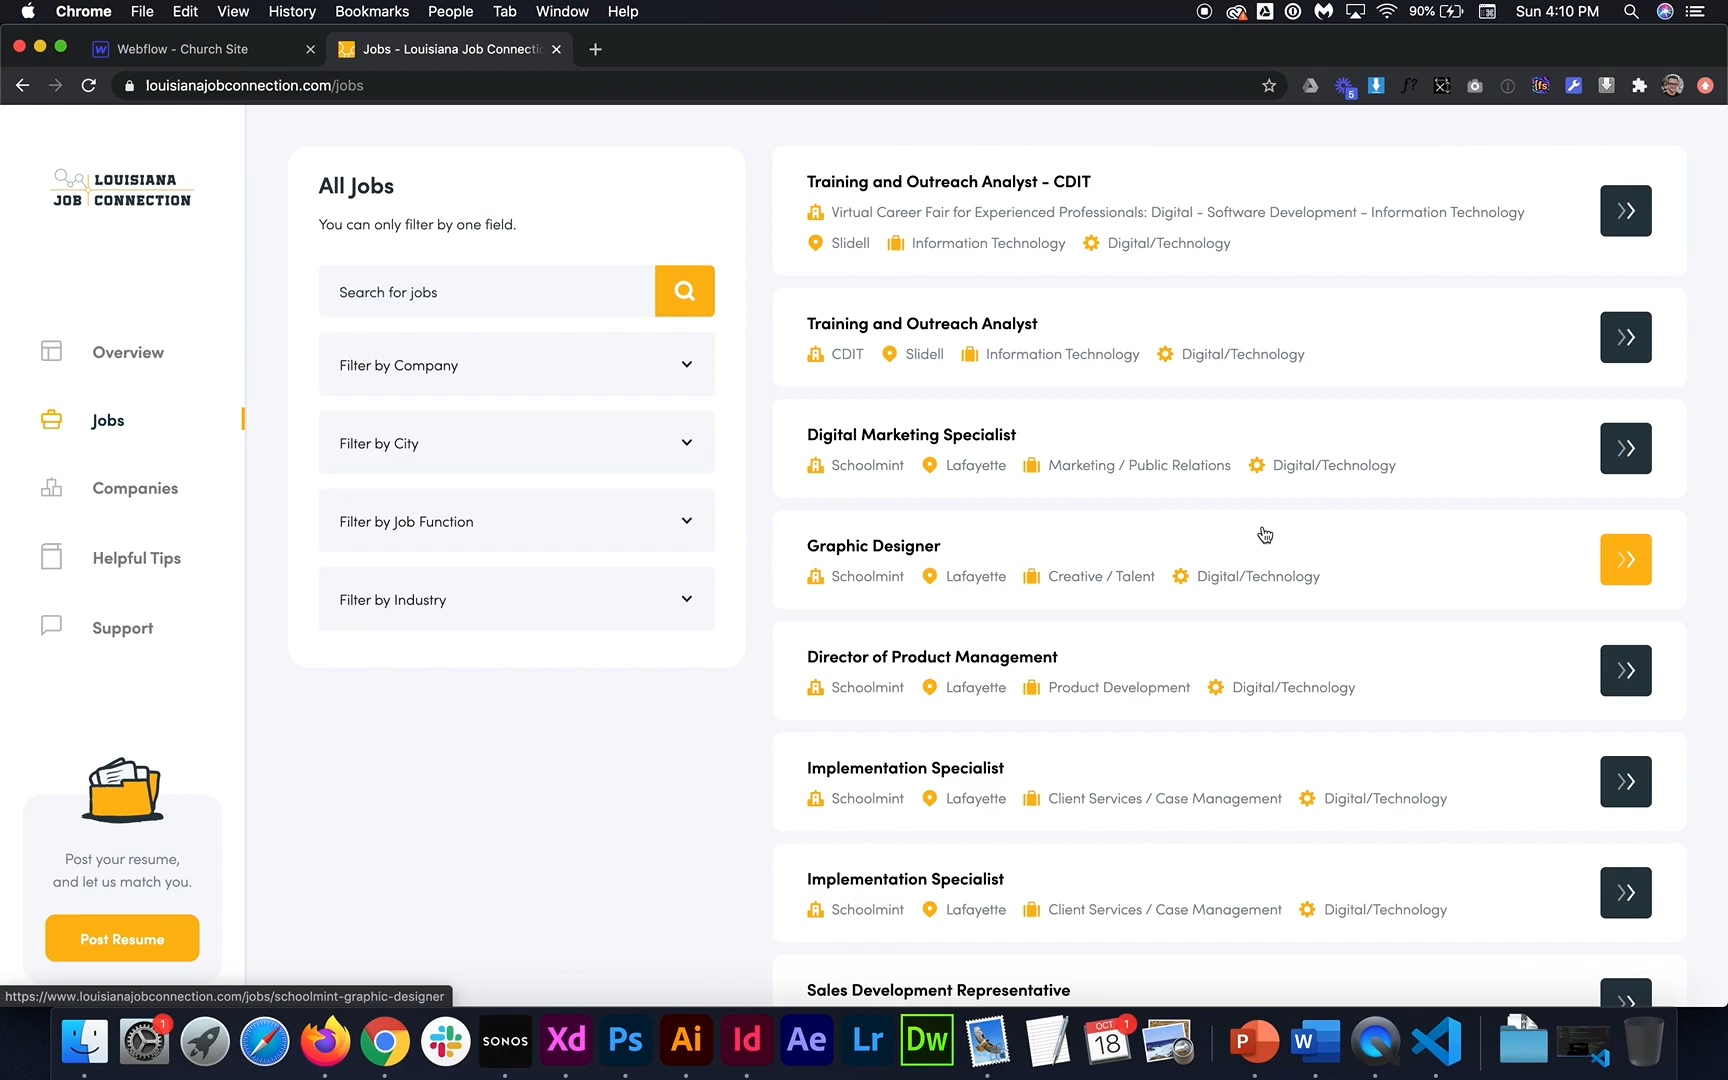 Chrome File Edit View History Bookmarks People Tab Window Help 90% Sun 4:10 PM
Webflow - Church Site
Jobs - Louisiana Job Connecti
louisianajobconnection.com/jobs
5
LOUISIANA
JOB CONNECTION
Overview
Jobs
Companies
Helpful Tips
Support
Post your resume,
and let us match you.
Post Resume
All Jobs
You can only filter by one field.
Search for jobs
Filter by Company
Filter by City
Filter by Job Function
Filter by Industry
Training and Outreach Analyst - CDIT
Virtual Career Fair for Experienced Professionals: Digital - Software Development - Information Technology
Slidell Information Technology Digital/Technology
Training and Outreach Analyst
CDIT Slidell Information Technology Digital/Technology
Digital Marketing Specialist
Schoolmint Lafayette Marketing / Public Relations Digital/Technology
Graphic Designer
Schoolmint Lafayette Creative / Talent Digital/Technology
Director of Product Management
Schoolmint Lafayette Product Development Digital/Technology
Implementation Specialist
Schoolmint Lafayette Client Services / Case Management Digital/Technology
Implementation Specialist
Schoolmint Lafayette Client Services / Case Management Digital/Technology
Sales Development Representative
https://www.louisianajobconnection.com/jobs/schoolmint-graphic-designer
1
SONOS
Xd
Ps
Ai
Id
Ae
Lr
Dw
OCT
18
1
P
W